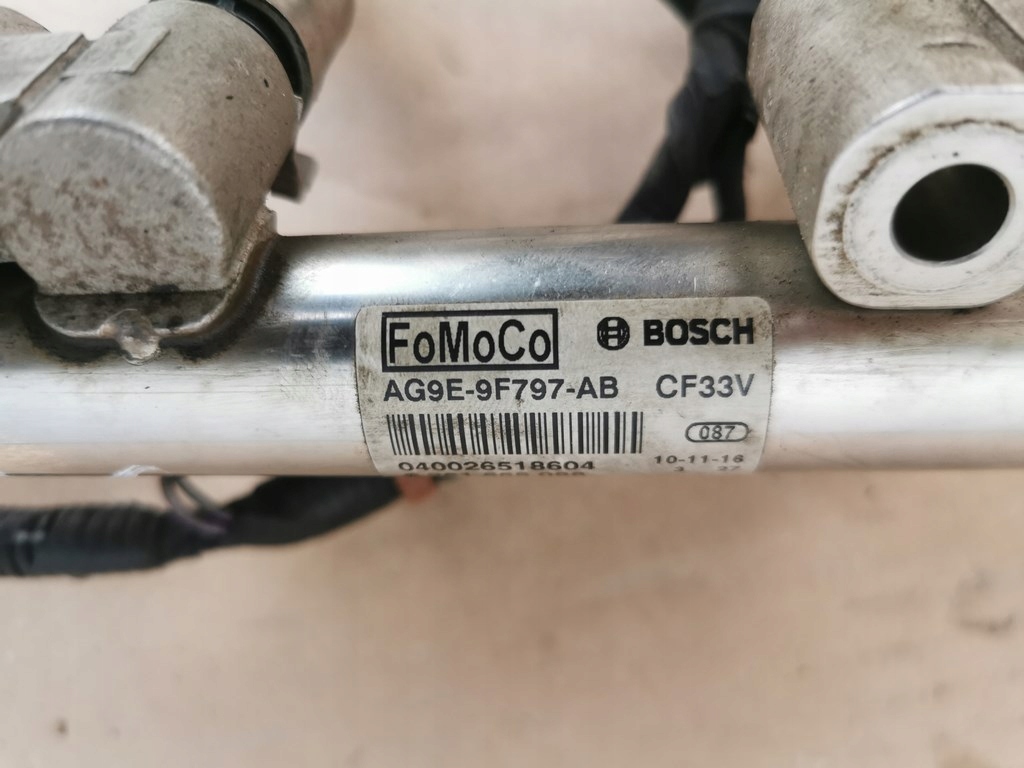 FoMoCo BOSCH
AG9E-9F797-AB CF33V
087
040026518604 10-11-16